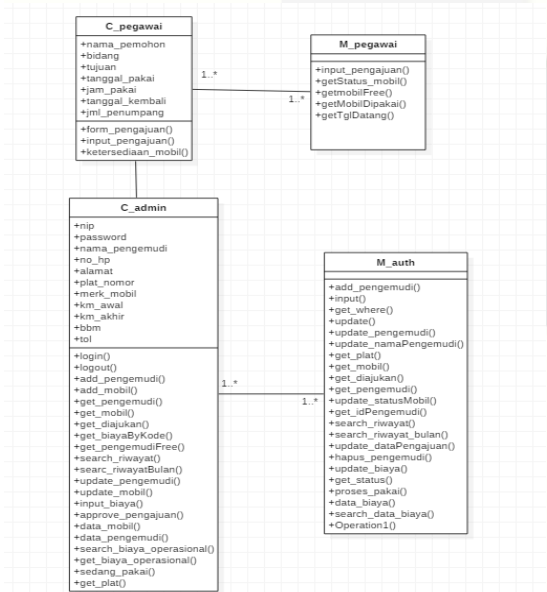 C_pegawai
+nama_pemohon
+bidang
+tujuan
+tanggal_pakai
+jam_pakai
+tanggal_kembali
+jml_penumpang
+form_pengajuan()
+input_pengajuan()
+ketersediaan_mobil()
1..*
1..*
M_pegawai
+input_pengajuan()
+getStatus_mobil()
+getmobilFree()
+getMobilDipakai()
+getTglDatang()
C_admin
+nip
+password
+nama_pengemudi
+no_hp
+alamat
+plat_nomor
+merk_mobil
+km_awal
+km_akhir
+bbm
+tol
+login()
+logout()
+add_pengemudi()
+add_mobil()
+get_pengemudi()
+get_mobil()
+get_diajukan()
+get_biayaByKode()
+get_pengemudiFree()
+search_riwayat()
+searc_riwayatBulan()
+update_pengemudi()
+update_mobil()
+input_biaya()
+approve_pengajuan()
+data_mobil()
+data_pengemudi()
+search_biaya_operasional()
+get_biaya_operasional()
+sedang_pakai()
+get_plat()
1..*
1..*
M_auth
+add_pengemudi()
+input()
+get_where()
+update()
+update_pengemudi()
+update_namaPengemudi()
+get_plat()
+get_mobil()
+get_diajukan()
+get_pengemudi()
+update_statusMobil()
+get_idPengemudi()
+search_riwayat()
+search_riwayat_bulan()
+update_dataPengajuan()
+hapus_pengemudi()
+update_biaya()
+get_status()
+proses_pakai()
+data_biaya()
+search_data_biaya()
+Operation1()